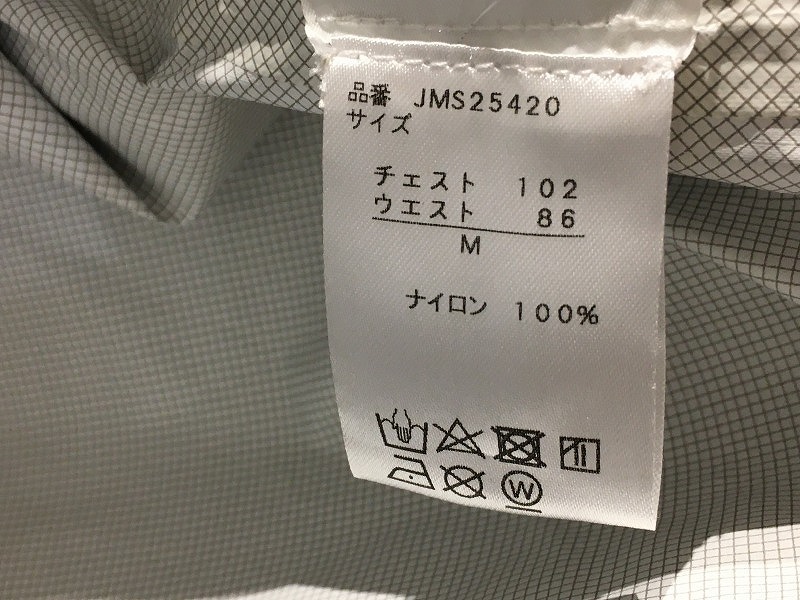 品番 JMS25420
サイズ
チェスト 102
ウエスト 86
M
ナイロン 100%
W